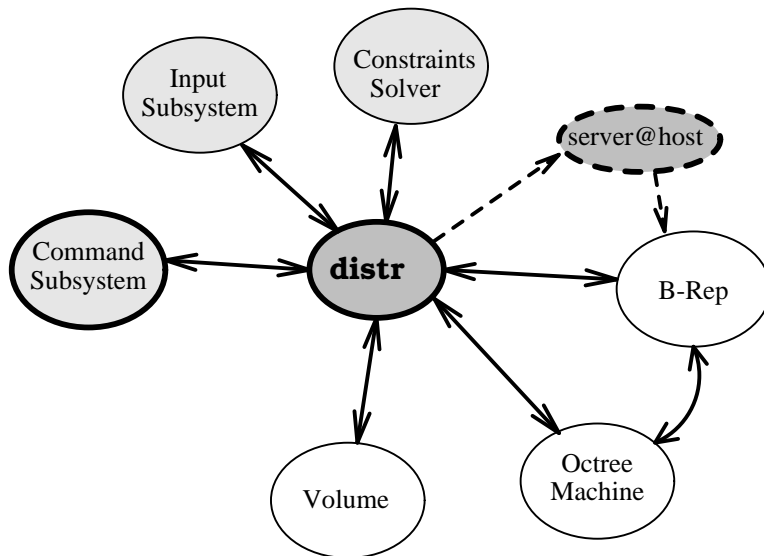 Input
Subsystem
Constraints
Solver
server@host
Command
Subsystem
distr
B-Rep
Volume
Octree
Machine